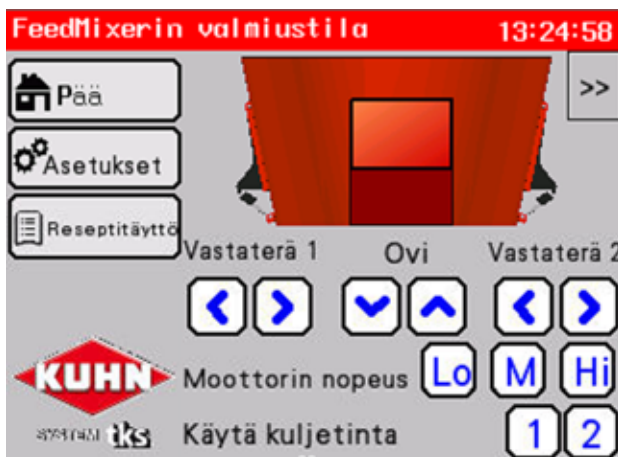 FeedMixerin valmiustila 13:24:58
Pää
>>
Asetukset
Reseptitäyttö
Vastaterä 1 Ovi Vastaterä 2
KUHN
Moottorin nopeus Lo M Hi
SYSTEM tks
Käytä kuljetinta 1 2